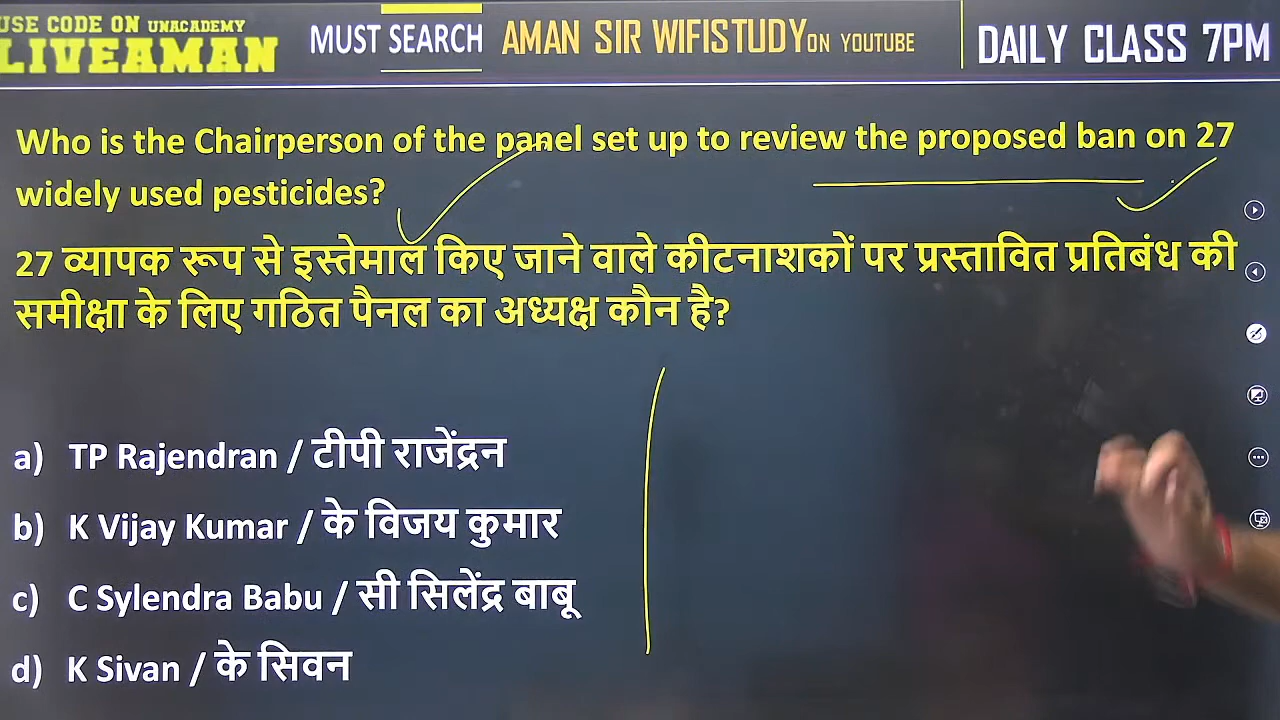 USE CODE ON UNACADEMY
LIVEAMAN
MUST SEARCH
AMAN SIR WIFISTUDY ON YOUTUBE
DAILY CLASS 7PM
Who is the Chairperson of the panel set up to review the proposed ban on 27
widely used pesticides?
27 व्यापक रूप से इस्तेमाल किए जाने वाले कीटनाशकों पर प्रस्तावित प्रतिबंध की
समीक्षा के लिए गठित पैनल का अध्यक्ष कौन है?
a) TP Rajendran / टीपी राजेंद्रन
b) K Vijay Kumar / के विजय कुमार
c) C Sylendra Babu / सी सिलेंद्र बाबू
d) K Sivan / के सिवन